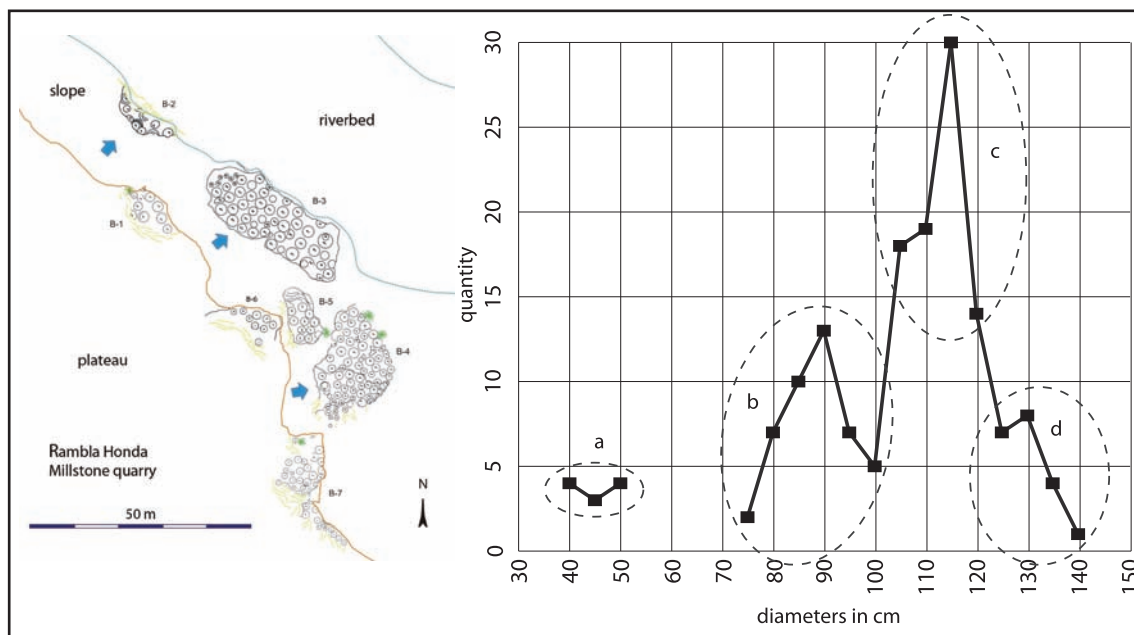 slope
B-2
riverbed
B-3
B-1
B-6
B-5
B-4
plateau
Rambla Honda
Millstone quarry
B-7
50 m
N
quantity
30
25
20
15
10
5
0
a
b
c
d
30
40
50
60
70
80
90
100
110
120
130
140
150
diameters in cm